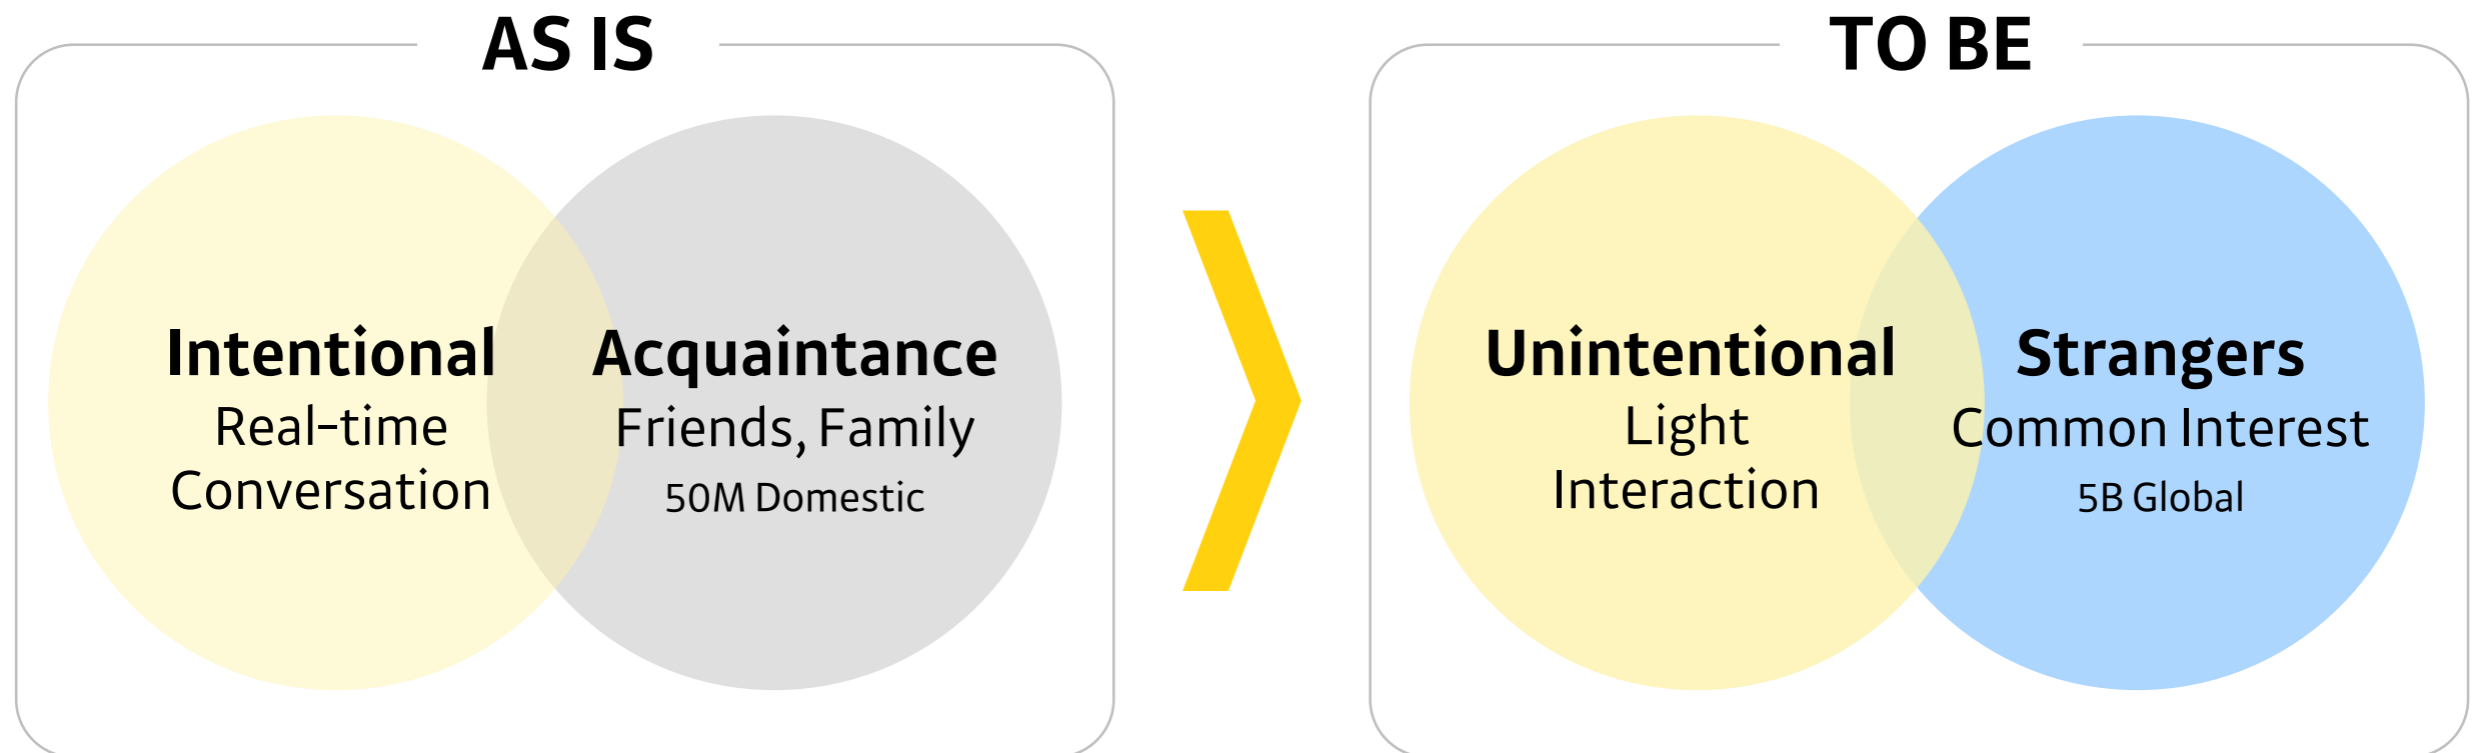 AS IS
Intentional
Real-time
Conversation
Acquaintance
Friends, Family
50M Domestic
TO BE
Unintentional
Light
Interaction
Strangers
Common Interest
5B Global